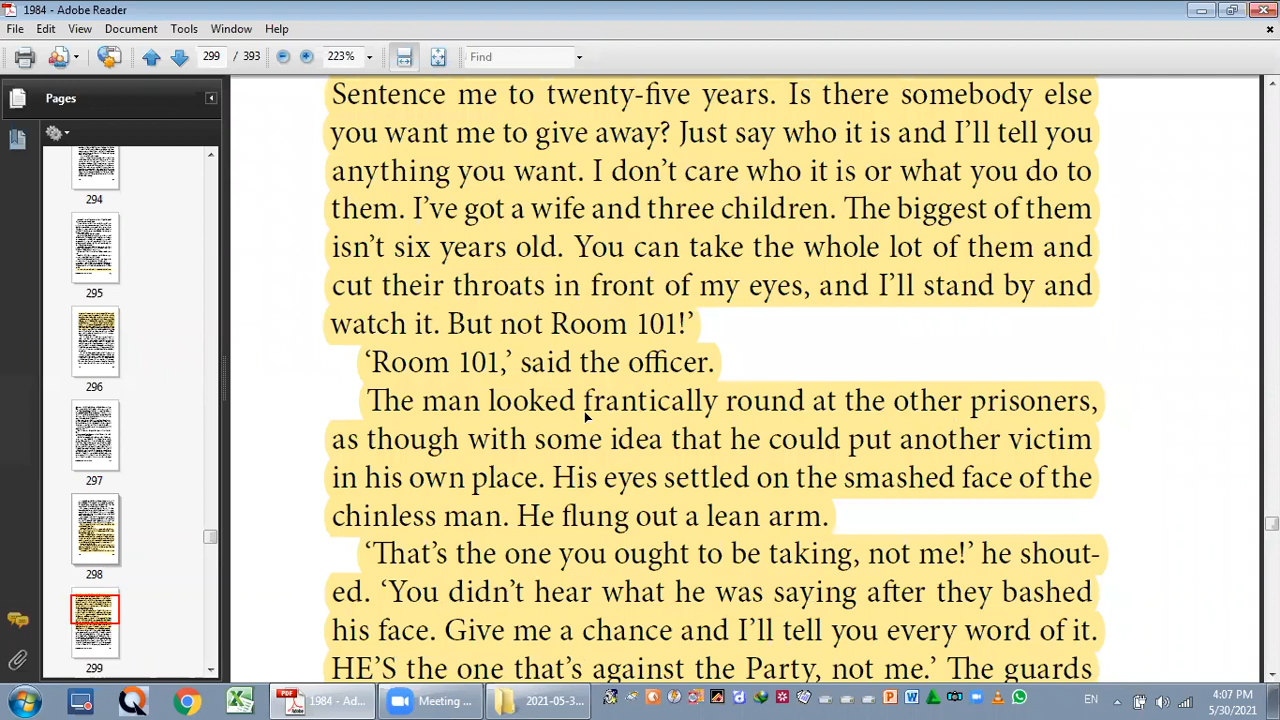 1984 - Adobe Reader
File Edit View Document Tools Window Help
299 / 393 223% Find
Pages
294
295
296
297
298
299
Sentence me to twenty-five years. Is there somebody else
you want me to give away? Just say who it is and I’ll tell you
anything you want. I don’t care who it is or what you do to
them. I’ve got a wife and three children. The biggest of them
isn’t six years old. You can take the whole lot of them and
cut their throats in front of my eyes, and I’ll stand by and
watch it. But not Room 101!’
‘Room 101,’ said the officer.
The man looked frantically round at the other prisoners,
as though with some idea that he could put another victim
in his own place. His eyes settled on the smashed face of the
chinless man. He flung out a lean arm.
‘That’s the one you ought to be taking, not me!’ he shout-
ed. ‘You didn’t hear what he was saying after they bashed
his face. Give me a chance and I’ll tell you every word of it.
HE’S the one that’s against the Party, not me.’ The guards
1984 - Ad... Meeting ... 2021-05-3... EN 4:07 PM
5/30/2021